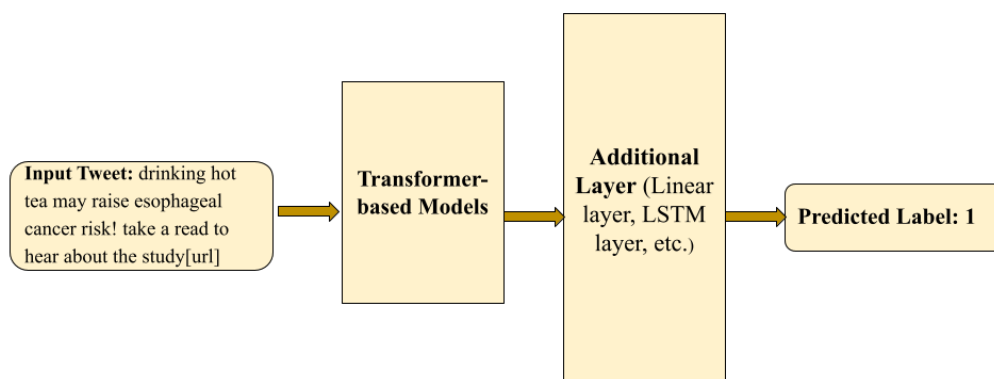 Input Tweet: drinking hot
tea may raise esophageal
cancer risk! take a read to
hear about the study[url]
Transformer-
based Models
Additional
Layer (Linear
layer, LSTM
layer, etc.)
Predicted Label: 1